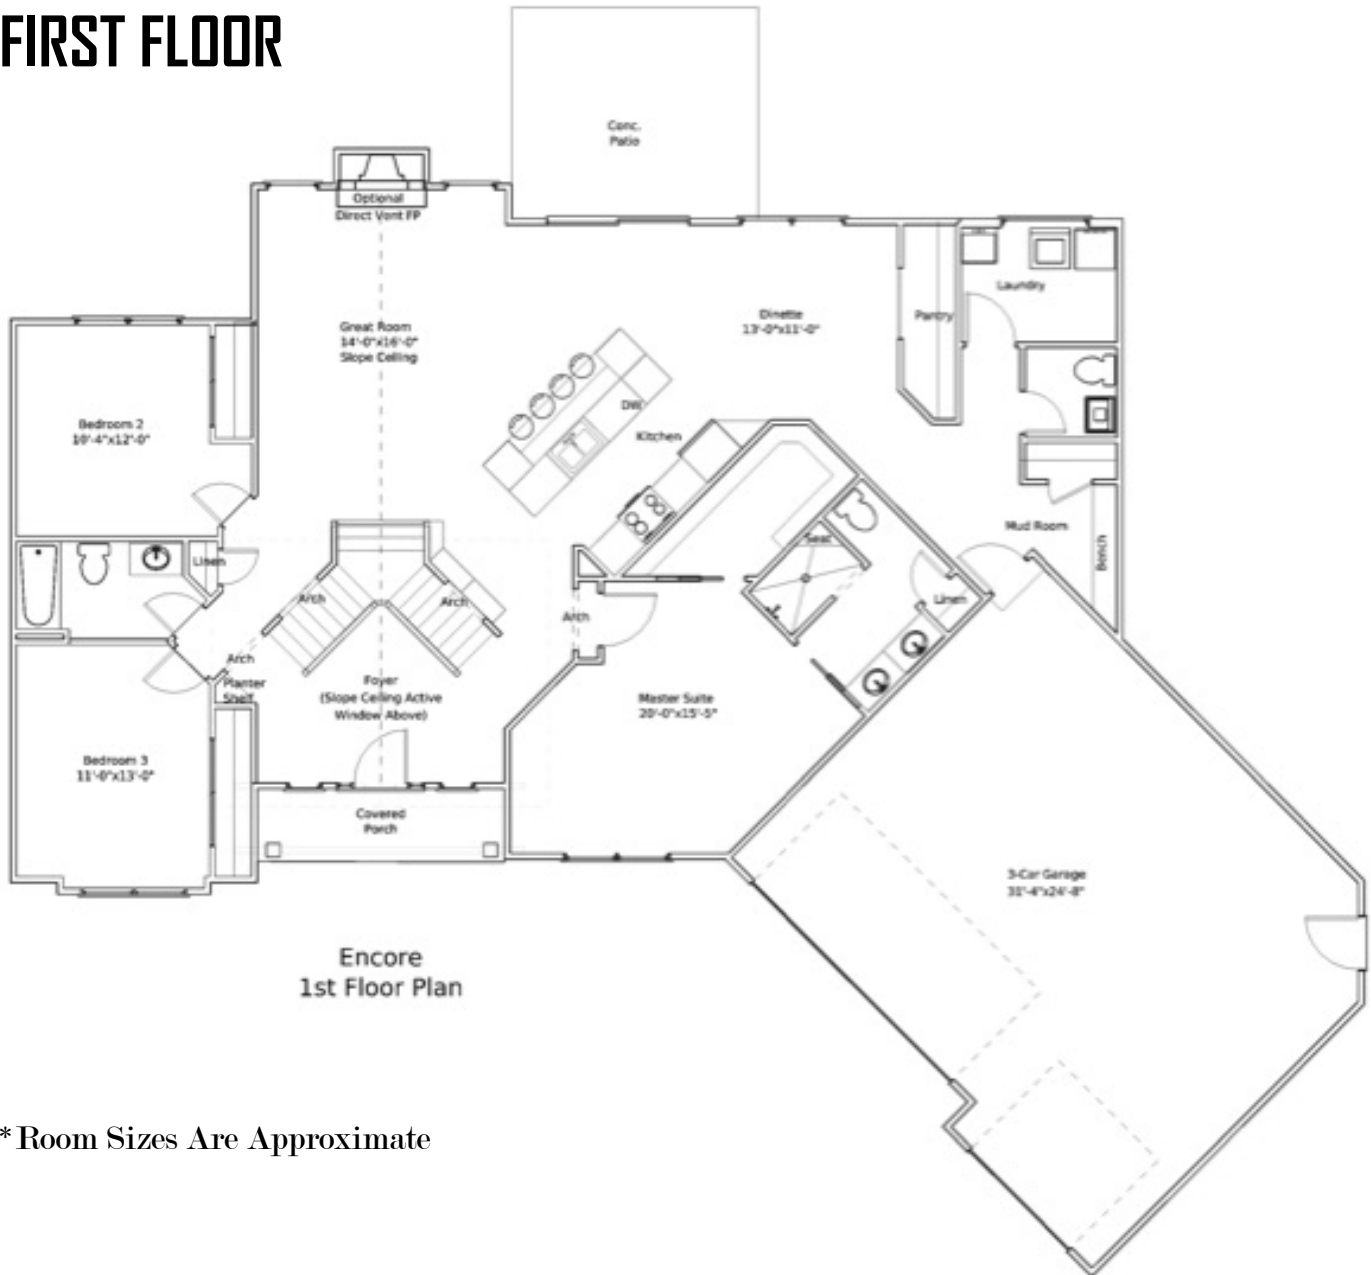 FIRST FLOOR
Conc.
Patio
Optional
Direct Vent FP
Great Room
14'-0"x16'-0"
Slope Ceiling
Dinette
13'-0"x11'-0"
Pantry
Laundry
Bedroom 2
10'-4"x12'-0"
DW
Kitchen
Mud Room
Bench
Seat
Linen
Linen
Arch
Arch
Arch
Arch
Planter
Shelf
Foyer
(Slope Ceiling Active
Window Above)
Master Suite
20'-0"x15'-5"
Bedroom 3
11'-0"x13'-0"
Covered
Porch
3-Car Garage
31'-4"x24'-8"
Encore
1st Floor Plan
*Room Sizes Are Approximate